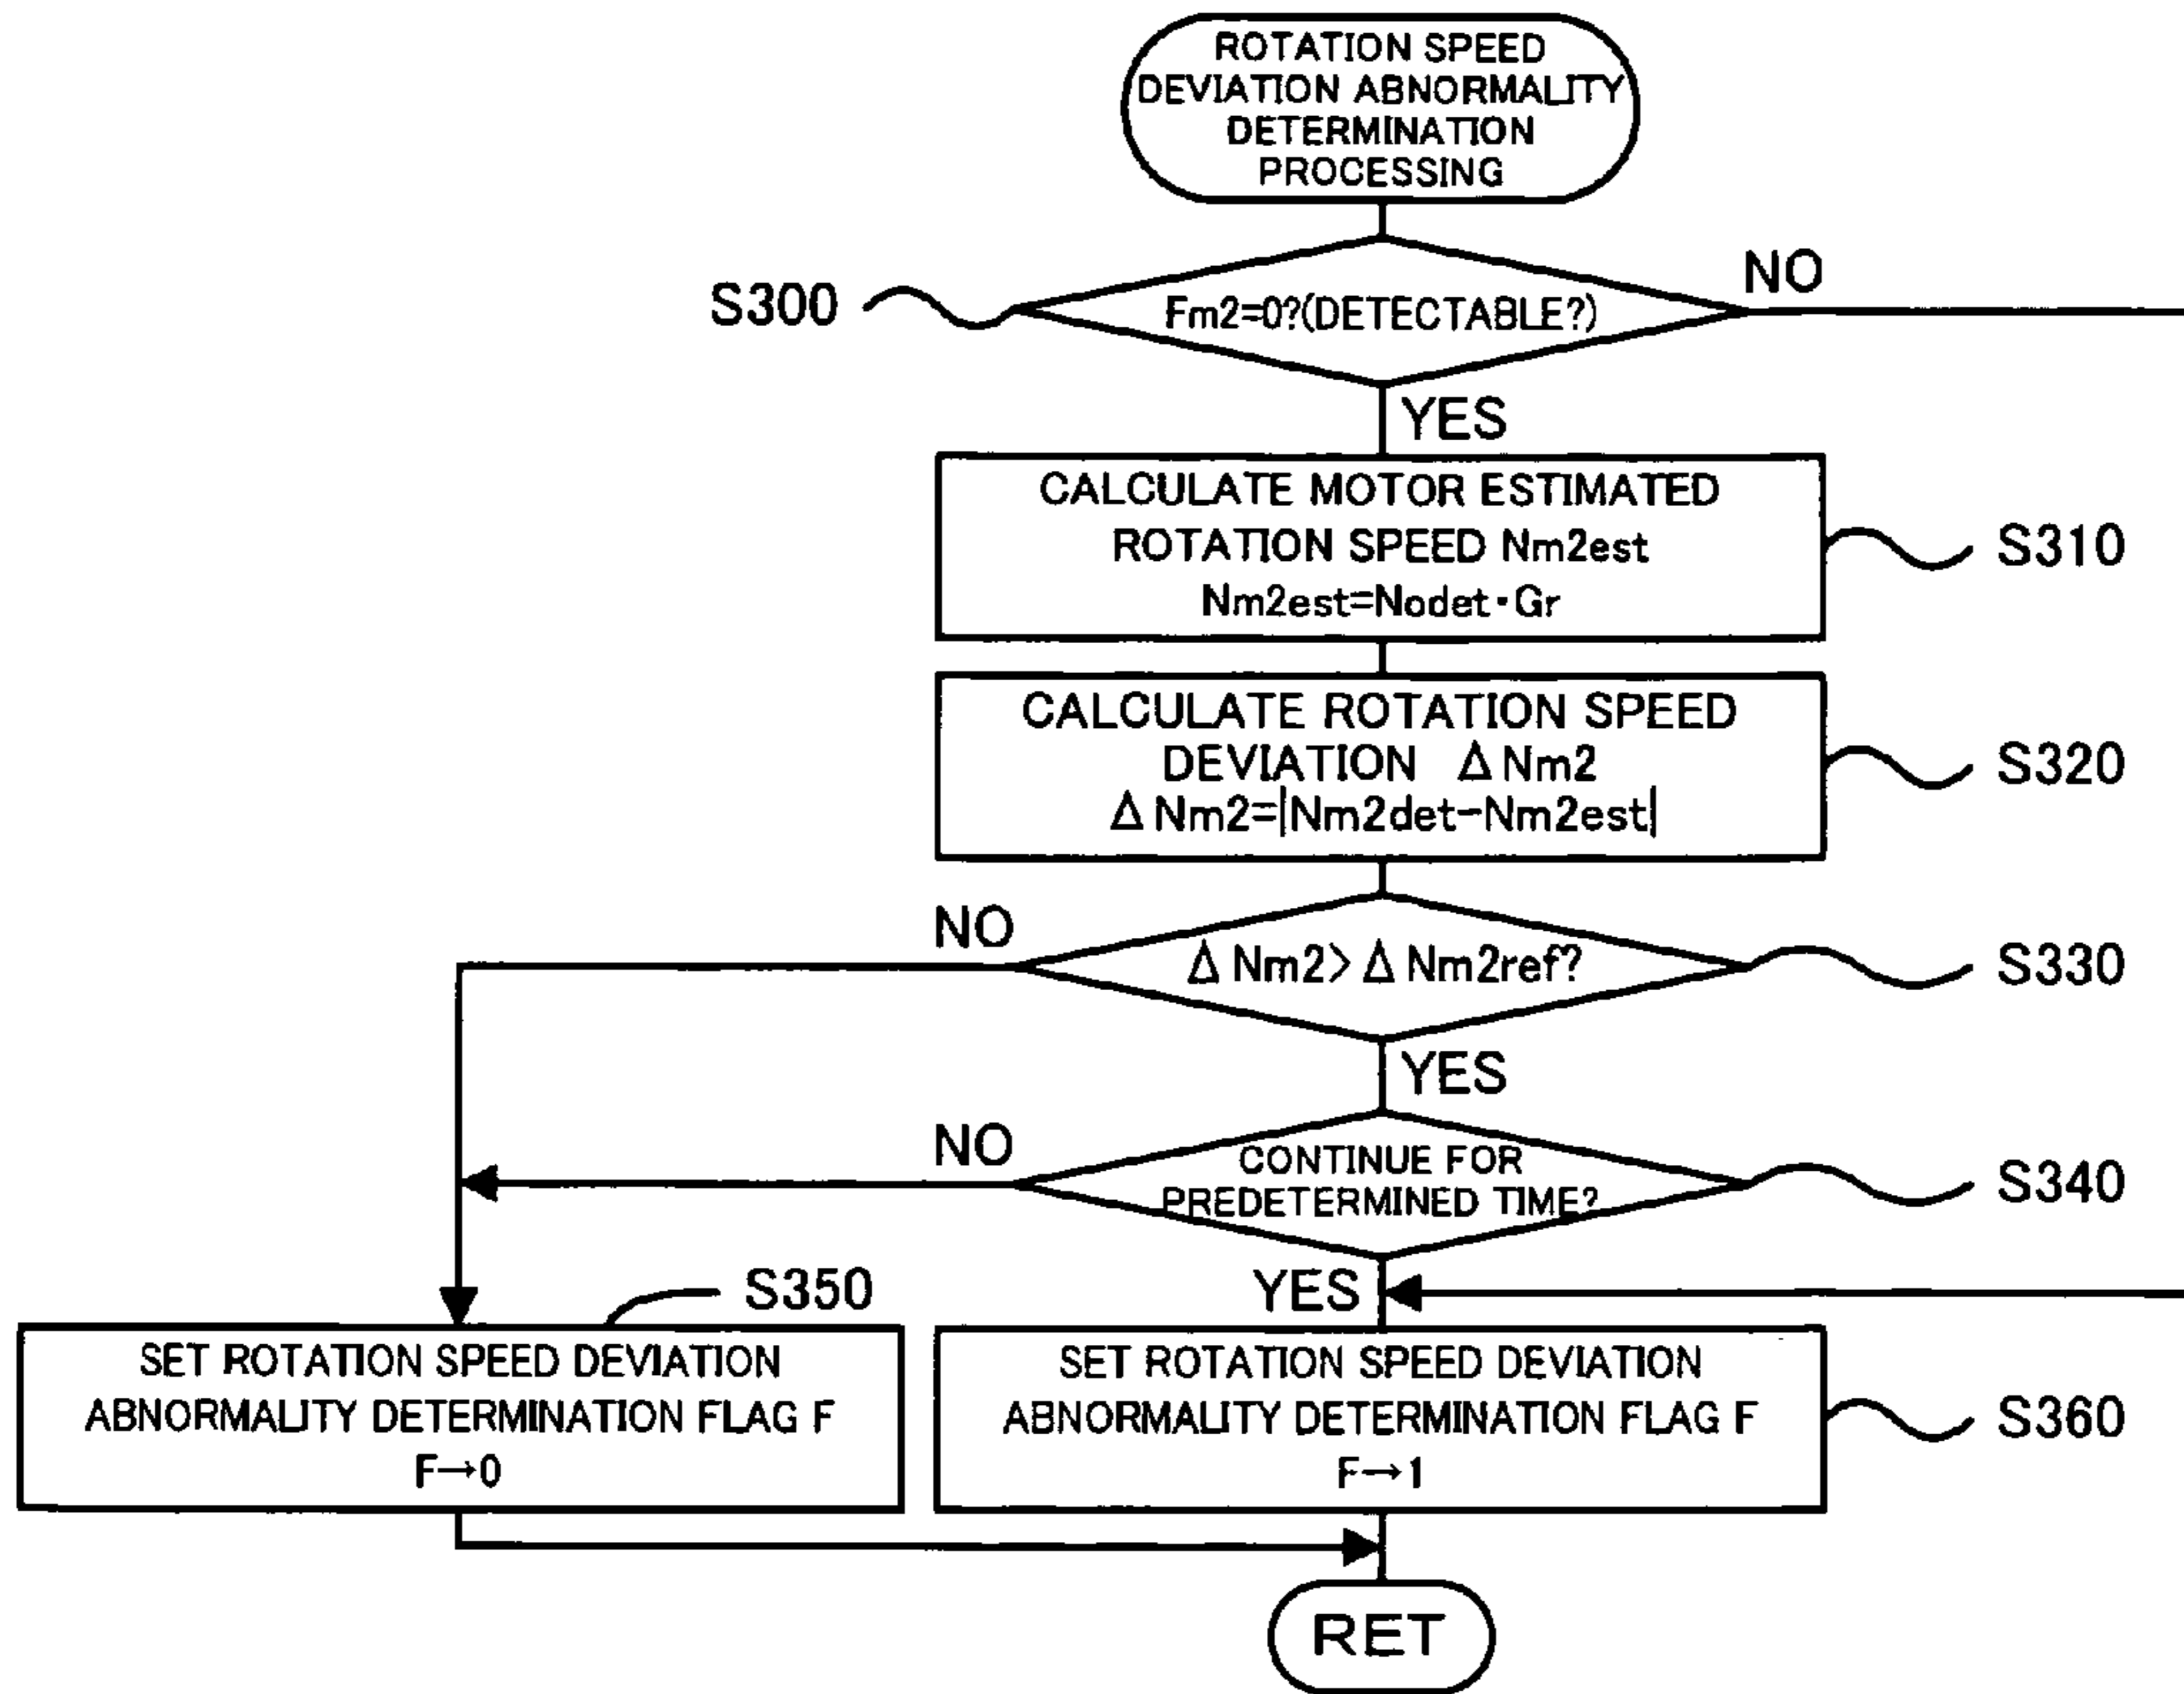 ROTATION SPEED
DEVIATION ABNORMALITY
DETERMINATION
PROCESSING
NO
S300
Fm2=0?(DETECTABLE?)
YES
CALCULATE MOTOR ESTIMATED
ROTATION SPEED Nm2est
Nm2est=Nodet・Gr
S310
CALCULATE ROTATION SPEED
DEVIATION ΔNm2
ΔNm2=|Nm2det-Nm2est|
S320
NO
ΔNm2>ΔNm2ref?
S330
YES
NO
CONTINUE FOR
PREDETERMINED TIME?
S340
YES
S350
SET ROTATION SPEED DEVIATION
ABNORMALITY DETERMINATION FLAG F
F→0
SET ROTATION SPEED DEVIATION
ABNORMALITY DETERMINATION FLAG F
F→1
S360
RET